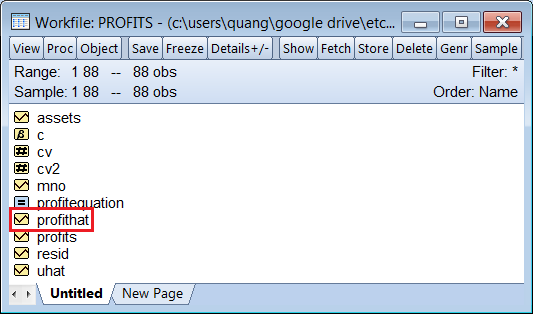 Workfile: PROFITS - (c:\users\quang\google drive\etc...
View Proc Object Save Freeze Details+/- Show Fetch Store Delete Genr Sample
Range: 1 88 -- 88 obs Filter: *
Sample: 1 88 -- 88 obs Order: Name
assets
β c
cv
cv2
mno
profitequation
profithat
profits
resid
uhat
Untitled New Page